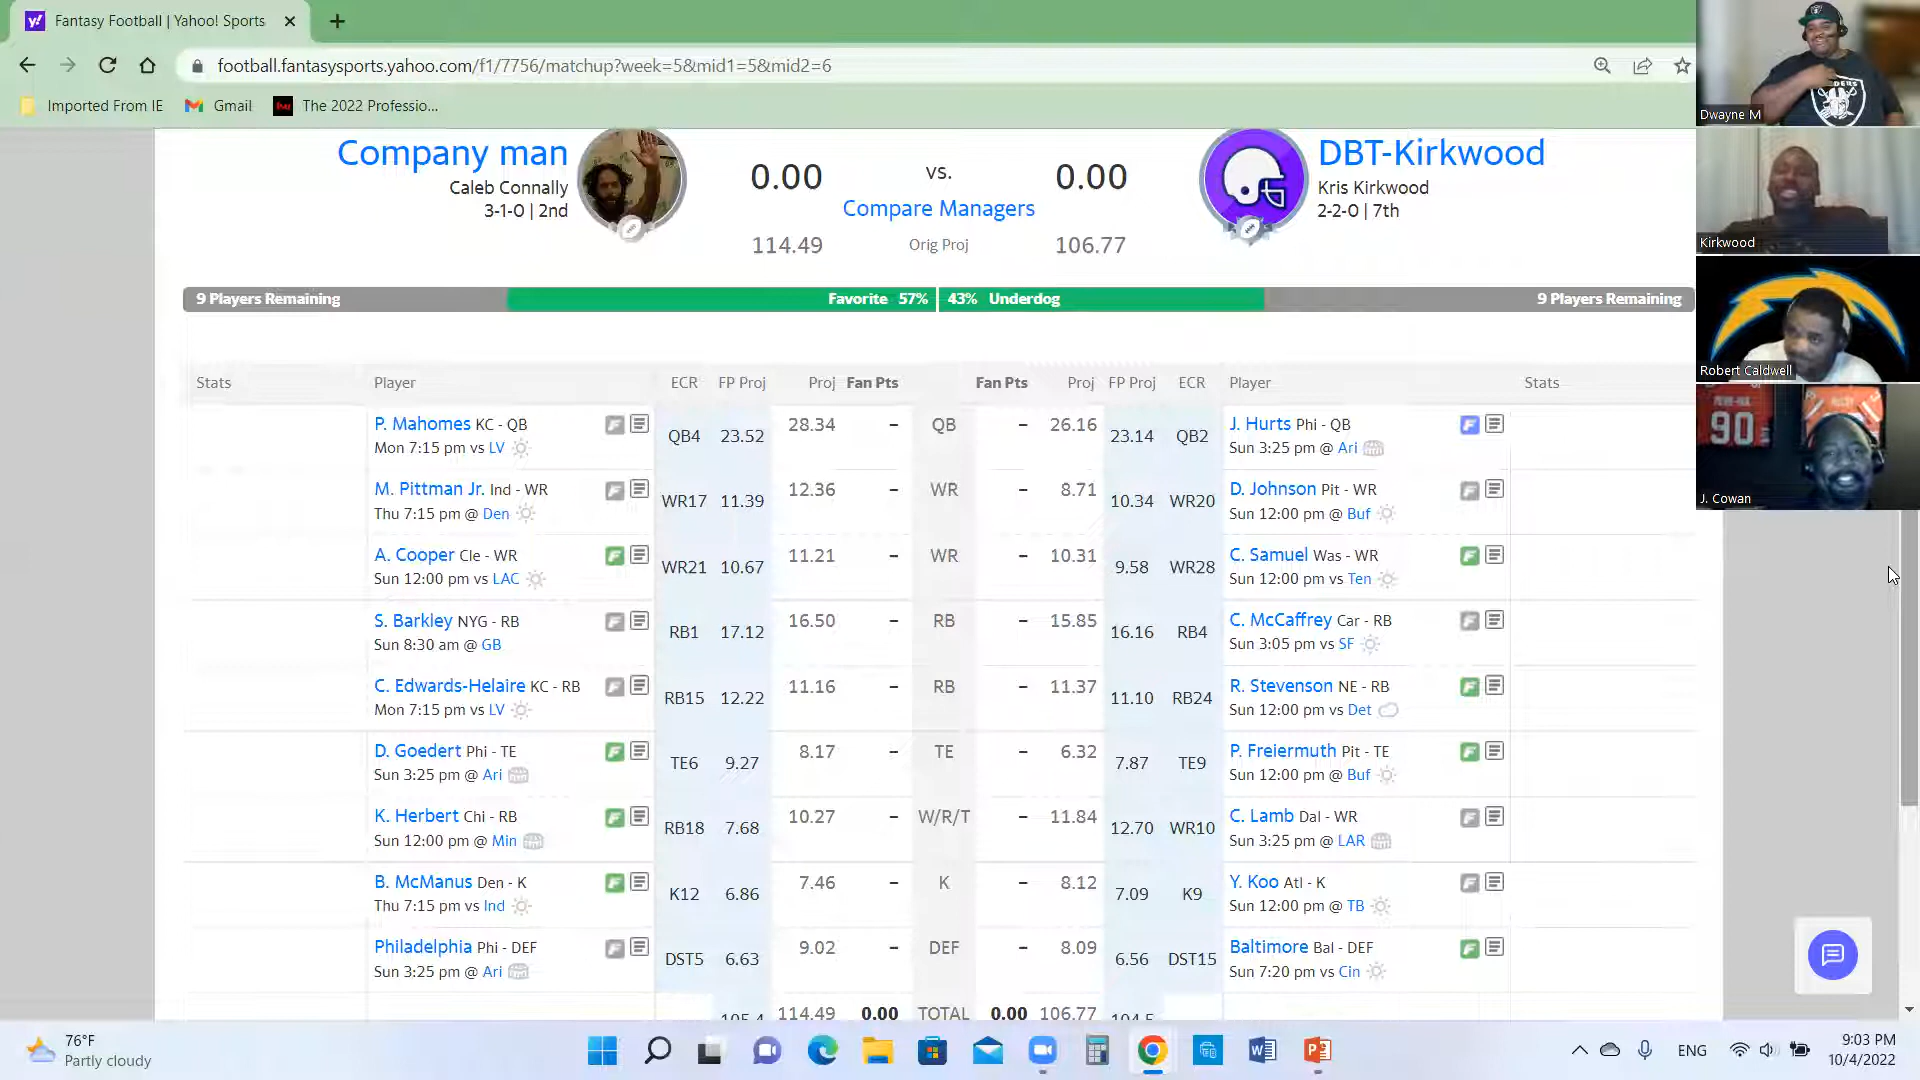 Fantasy Football | Yahoo! Sports
football.fantasysports.yahoo.com/f1/7756/matchup?week=5&mid1=5&mid2=6
Imported From IE Gmail The 2022 Professio...
Company man 0.00 vs. 0.00 DBT-Kirkwood
Caleb Connally Compare Managers Kris Kirkwood
3-1-0 | 2nd 2-2-0 | 7th
114.49 Orig Proj 106.77
9 Players Remaining Favorite 57% 43% Underdog 9 Players Remaining
Stats Player ECR FP Proj Proj Fan Pts Fan Pts Proj FP Proj ECR Player Stats
P. Mahomes KC - QB QB4 23.52 28.34 – QB – 26.16 23.14 QB2 J. Hurts Phi - QB
Mon 7:15 pm vs LV Sun 3:25 pm @ Ari
M. Pittman Jr. Ind - WR WR17 11.39 12.36 – WR – 8.71 10.34 WR20 D. Johnson Pit - WR
Thu 7:15 pm @ Den Sun 12:00 pm @ Buf
A. Cooper Cle - WR WR21 10.67 11.21 – WR – 10.31 9.58 WR28 C. Samuel Was - WR
Sun 12:00 pm vs LAC Sun 12:00 pm vs Ten
S. Barkley NYG - RB RB1 17.12 16.50 – RB – 15.85 16.16 RB4 C. McCaffrey Car - RB
Sun 8:30 am @ GB Sun 3:05 pm vs SF
C. Edwards-Helaire KC - RB RB15 12.22 11.16 – RB – 11.37 11.10 RB24 R. Stevenson NE - RB
Mon 7:15 pm vs LV Sun 12:00 pm vs Det
D. Goedert Phi - TE TE6 9.27 8.17 – TE – 6.32 7.87 TE9 P. Freiermuth Pit - TE
Sun 3:25 pm @ Ari Sun 12:00 pm @ Buf
K. Herbert Chi - RB RB18 7.68 10.27 – W/R/T – 11.84 12.70 WR10 C. Lamb Dal - WR
Sun 12:00 pm @ Min Sun 3:25 pm @ LAR
B. McManus Den - K K12 6.86 7.46 – K – 8.12 7.09 K9 Y. Koo Atl - K
Thu 7:15 pm vs Ind Sun 12:00 pm @ TB
Philadelphia Phi - DEF DST5 6.63 9.02 – DEF – 8.09 6.56 DST15 Baltimore Bal - DEF
Sun 3:25 pm @ Ari Sun 7:20 pm vs Cin
105.4 114.49 0.00 TOTAL 0.00 106.77 104.5
Dwayne M
Kirkwood
Robert Caldwell
90
J. Cowan
76°F
Partly cloudy
ENG
9:03 PM
10/4/2022